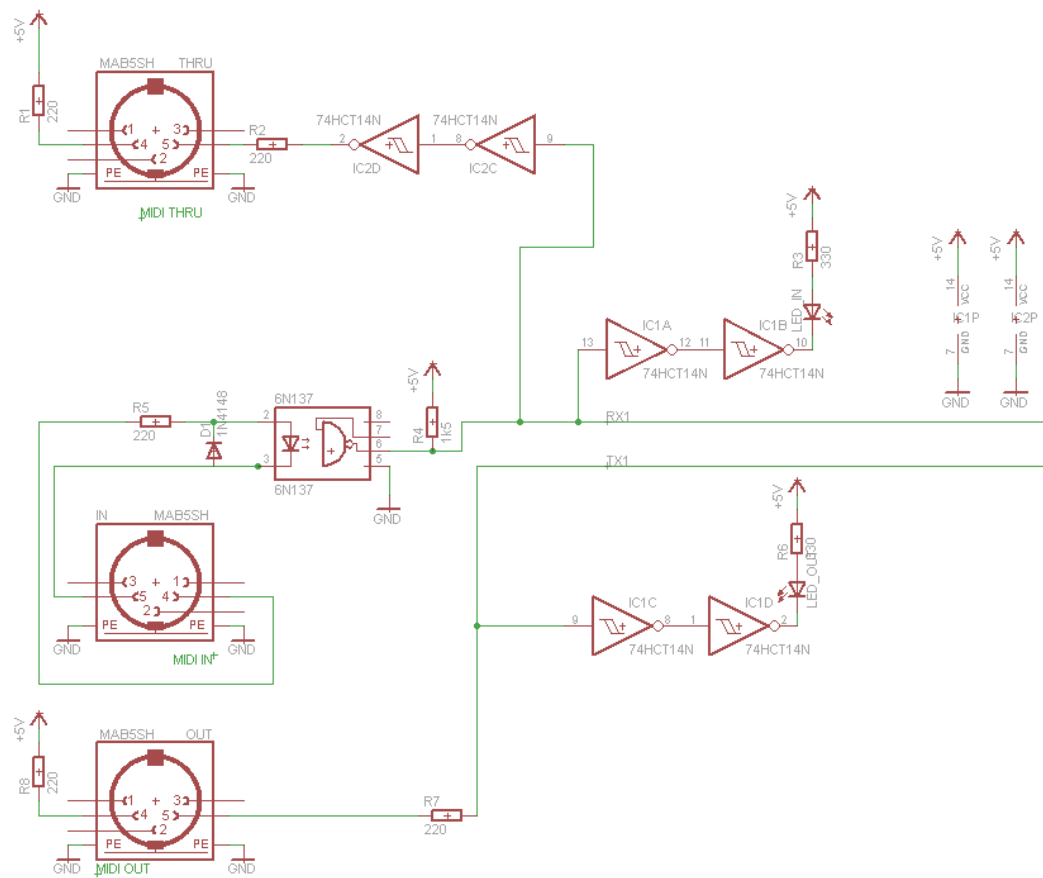 +5V
R1
220
MAB5SH THRU
1 3
4 5
2
PE PE
GND GND
MIDI THRU
R2
220
74HCT14N
2 1
IC2D
74HCT14N
8 9
IC2C
+5V
R3
330
LED_IN
IC1A
13 12
74HCT14N
IC1B
11 10
74HCT14N
+5V
14
VCC
IC1P
7
GND
GND
+5V
14
VCC
IC2P
7
GND
GND
R5
220
D1
1N4148
6N137
2 8
7
6
3 5
6N137
+5V
R4
1k5
GND
RX1
TX1
IN MAB5SH
3 1
5 4
2
PE PE
GND GND
MIDI IN
+5V
R6
330
LED_OUT
IC1C
9 8
74HCT14N
IC1D
1 2
74HCT14N
+5V
R8
220
MAB5SH OUT
1 3
4 5
2
PE PE
GND GND
MIDI OUT
R7
220